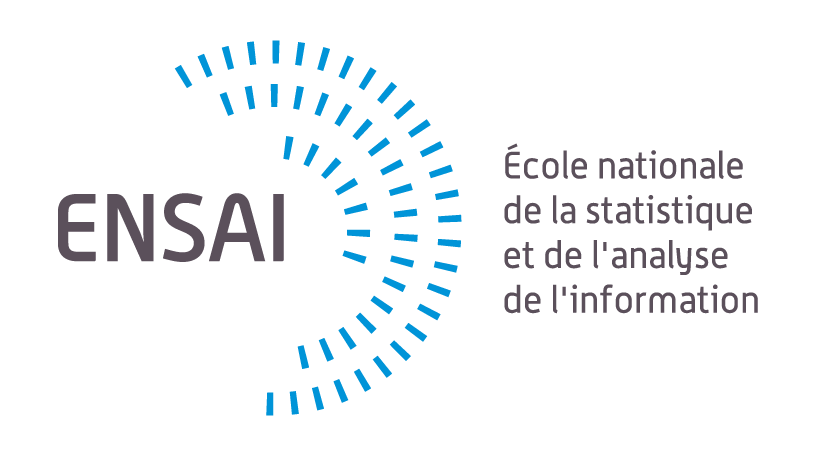 ENSAI
École nationale
de la statistique
et de l'analyse
de l'information